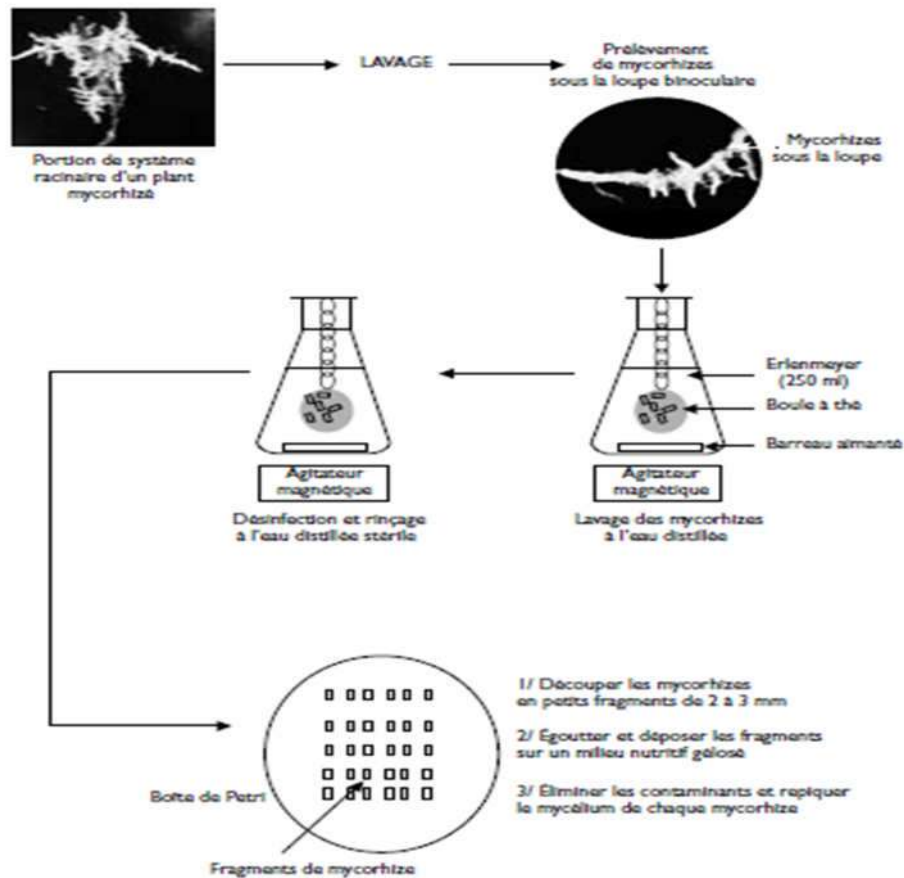 Portion de système
racinaire d'un plant
mycorhizé
LAVAGE
Prélèvement
de mycorhizes
sous la loupe binoculaire
Mycorhizes
sous la loupe
Erlenmeyer
(250 ml)
Boule à thé
Barreau aimanté
Agitateur
magnétique
Lavage des mycorhizes
à l'eau distillée
Agitateur
magnétique
Désinfection et rinçage
à l'eau distillée stérile
Boîte de Petri
Fragments de mycorhize
1/ Découper les mycorhizes
en petits fragments de 2 à 3 mm
2/ Égoutter et déposer les fragments
sur un milieu nutritif gélosé
3/ Éliminer les contaminants et repiquer
le mycélium de chaque mycorhize